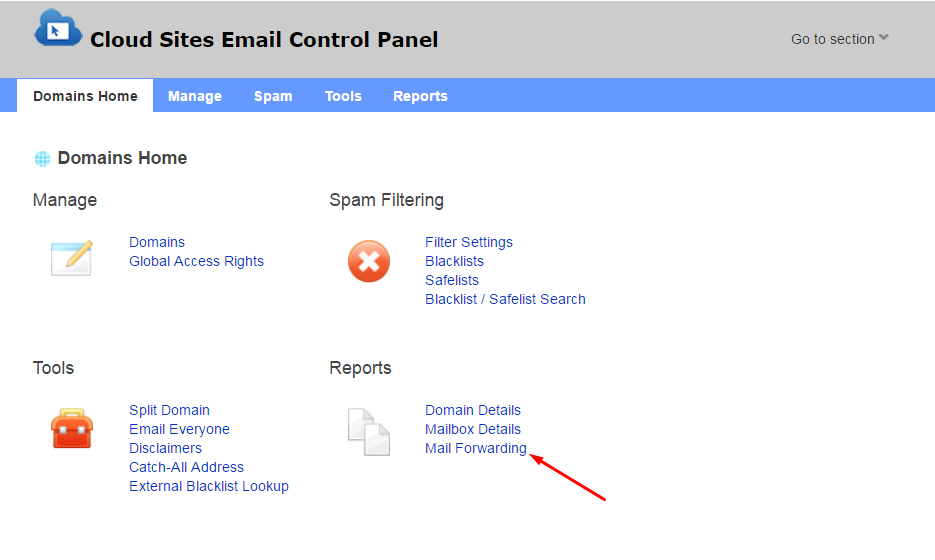 Cloud Sites Email Control Panel
Go to section
Domains Home
Manage
Spam
Tools
Reports
Domains Home
Manage
Domains
Global Access Rights
Spam Filtering
Filter Settings
Blacklists
Safelists
Blacklist / Safelist Search
Tools
Split Domain
Email Everyone
Disclaimers
Catch-All Address
External Blacklist Lookup
Reports
Domain Details
Mailbox Details
Mail Forwarding